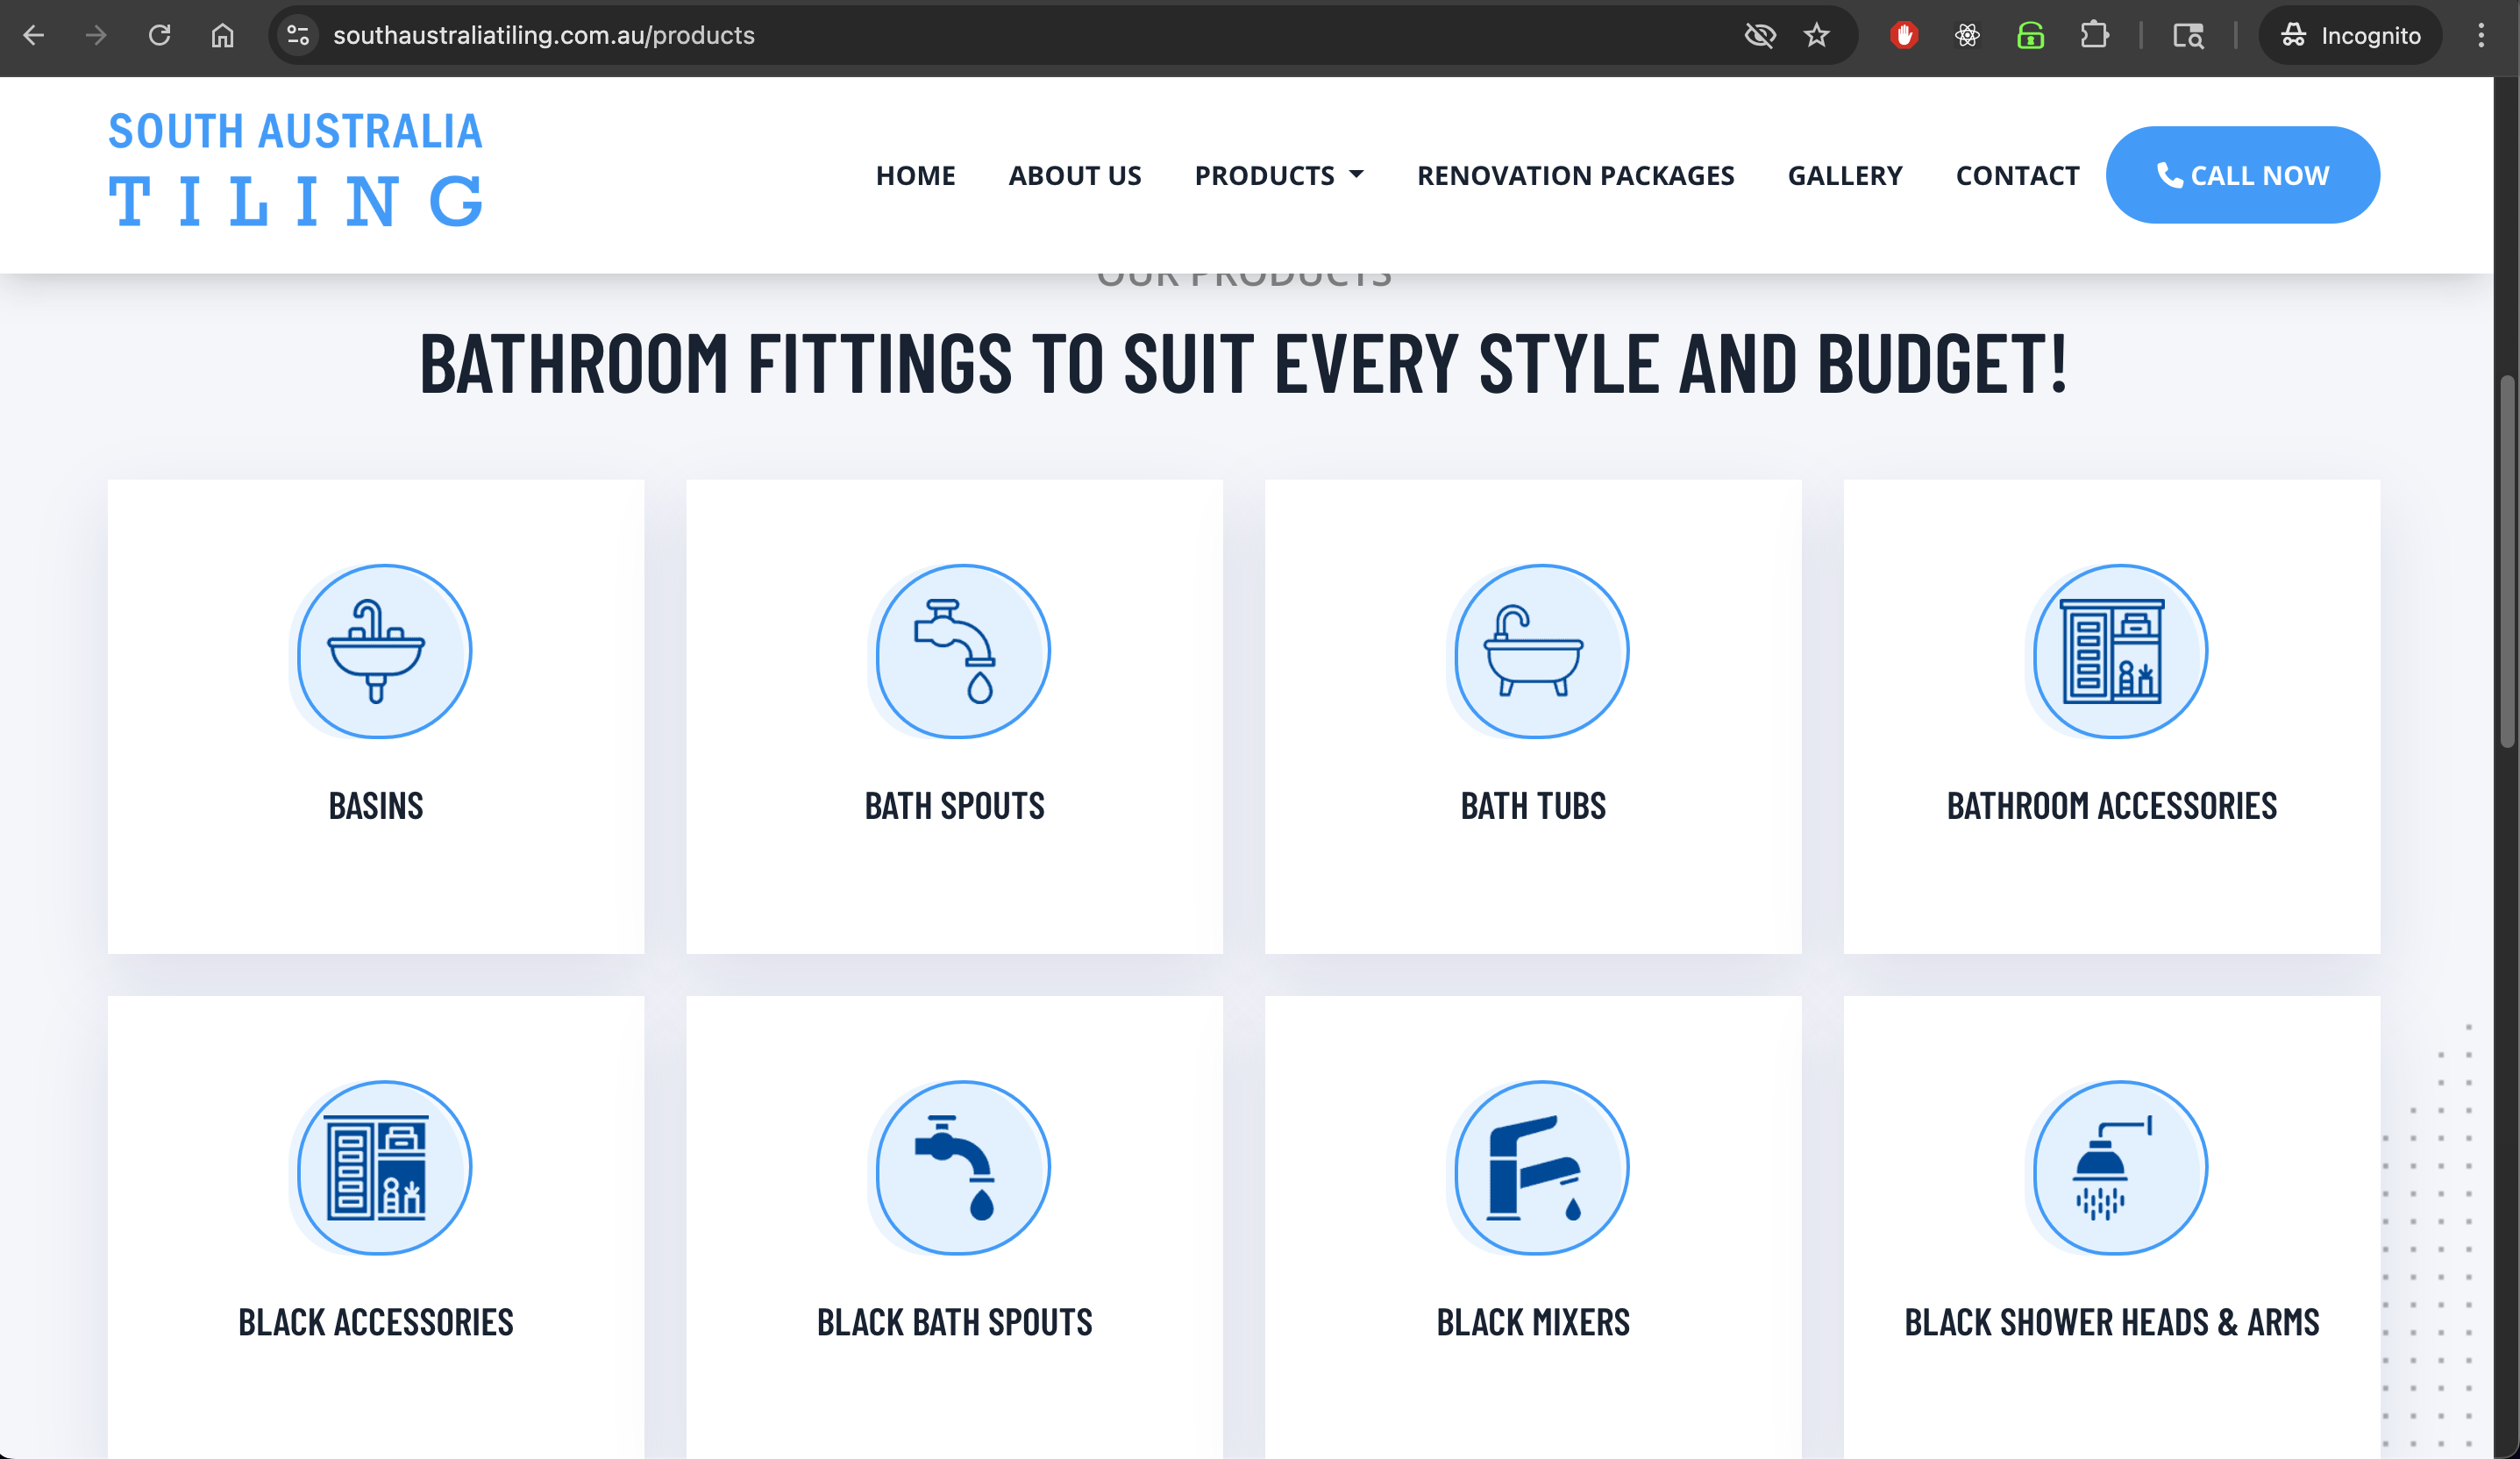 southaustraliatiling.com.au/products
Incognito
SOUTH AUSTRALIA
TILING
HOME
ABOUT US
PRODUCTS
RENOVATION PACKAGES
GALLERY
CONTACT
CALL NOW
OUR PRODUCTS
BATHROOM FITTINGS TO SUIT EVERY STYLE AND BUDGET!
BASINS
BATH SPOUTS
BATH TUBS
BATHROOM ACCESSORIES
BLACK ACCESSORIES
BLACK BATH SPOUTS
BLACK MIXERS
BLACK SHOWER HEADS & ARMS